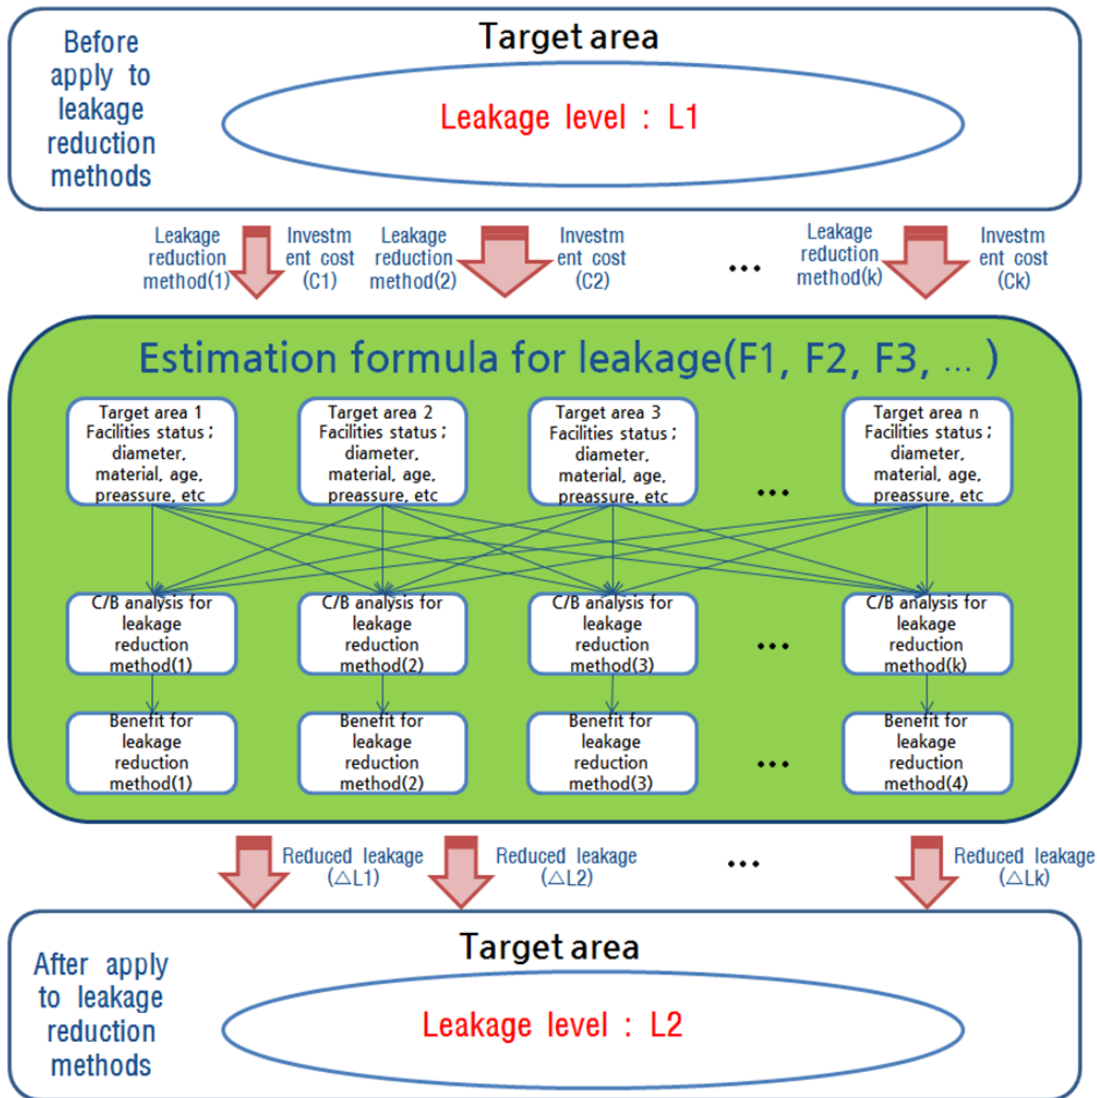 Target area
Before
apply to
leakage
reduction
methods
Leakage level : L1
Leakage
reduction
method(1)
Investm
ent cost
(C1)
Leakage
reduction
method(2)
Investm
ent cost
(C2)
...
Leakage
reduction
method(k)
Investm
ent cost
(Ck)
Estimation formula for leakage(F1, F2, F3, ... )
Target area 1
Facilities status ;
diameter,
material, age,
preassure, etc
Target area 2
Facilities status ;
diameter,
material, age,
preassure, etc
Target area 3
Facilities status ;
diameter,
material, age,
preassure, etc
...
Target area n
Facilities status ;
diameter,
material, age,
preassure, etc
C/B analysis for
leakage
reduction
method(1)
C/B analysis for
leakage
reduction
method(2)
C/B analysis for
leakage
reduction
method(3)
...
C/B analysis for
leakage
reduction
method(k)
Benefit for
leakage
reduction
method(1)
Benefit for
leakage
reduction
method(2)
Benefit for
leakage
reduction
method(3)
...
Benefit for
leakage
reduction
method(4)
Reduced leakage
(△L1)
Reduced leakage
(△L2)
...
Reduced leakage
(△Lk)
Target area
After apply
to leakage
reduction
methods
Leakage level : L2